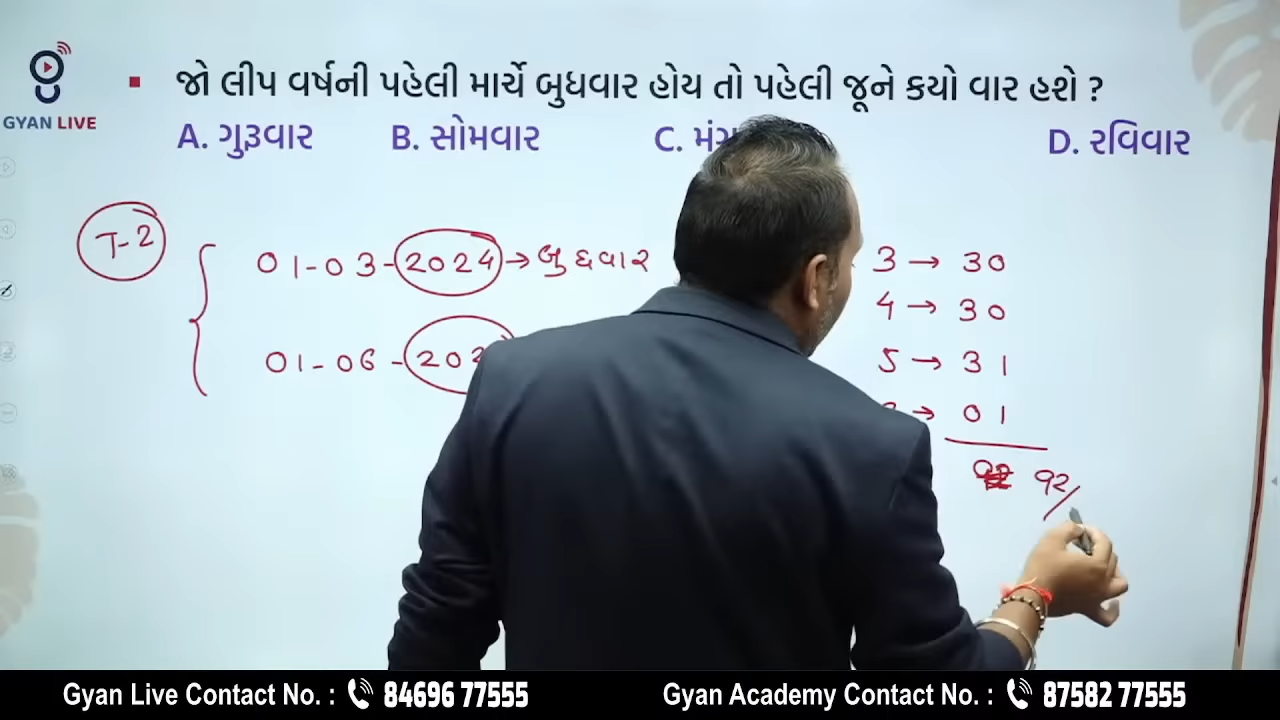 GYAN LIVE
▪ જો લીપ વર્ષની પહેલી માર્ચે બુધવાર હોય તો પહેલી જૂને કયો વાર હશે ?
A. ગુરૂવાર B. સોમવાર C. D. રવિવાર
T-2
01-03-2024→બુધવાર
01-06-
3→30
4→30
5→31
→01
92/
Gyan Live Contact No. : 84696 77555 Gyan Academy Contact No. : 87582 77555